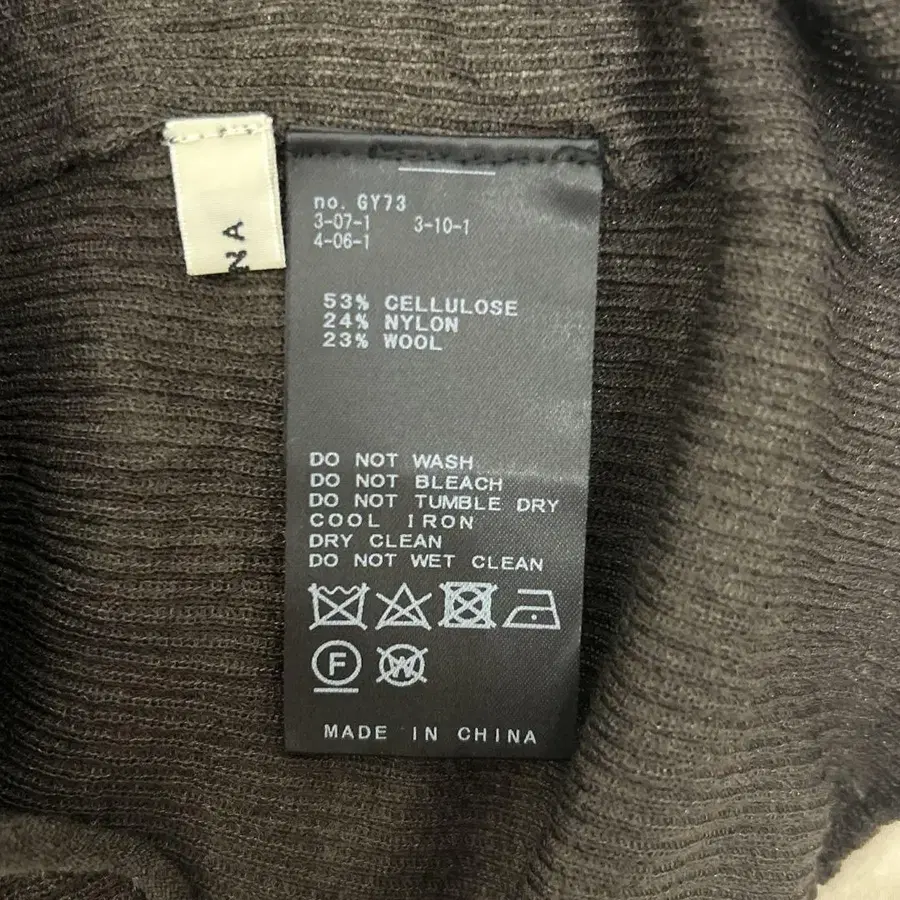 NA
no. GY73
3-07-1 3-10-1
4-06-1
53% CELLULOSE
24% NYLON
23% WOOL
DO NOT WASH
DO NOT BLEACH
DO NOT TUMBLE DRY
COOL IRON
DRY CLEAN
DO NOT WET CLEAN
F W
MADE IN CHINA